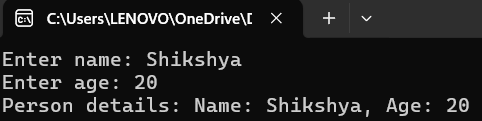 C:\Users\LENOVO\OneDrive\D
Enter name: Shikshya
Enter age: 20
Person details: Name: Shikshya, Age: 20